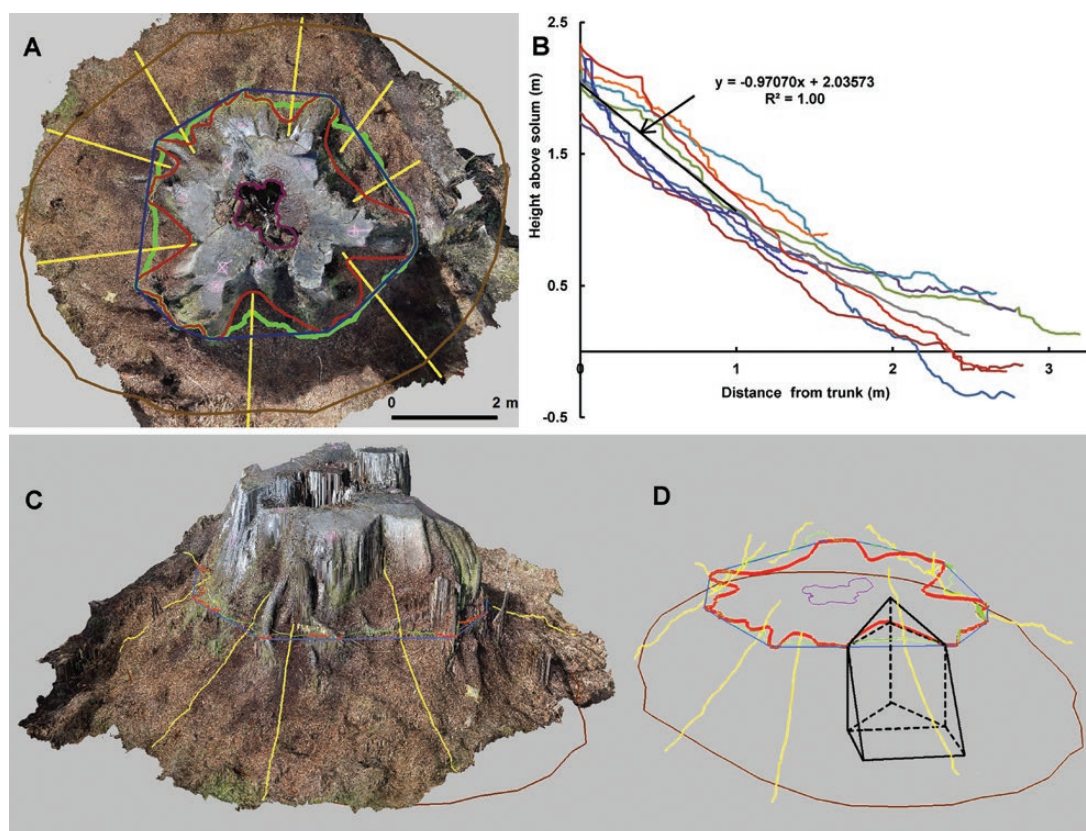 A
0
2 m
B
2.5
1.5
0.5
-0.5
Height above solum (m)
y = -0.97070x + 2.03573
R² = 1.00
0
1
2
3
Distance from trunk (m)
C
D